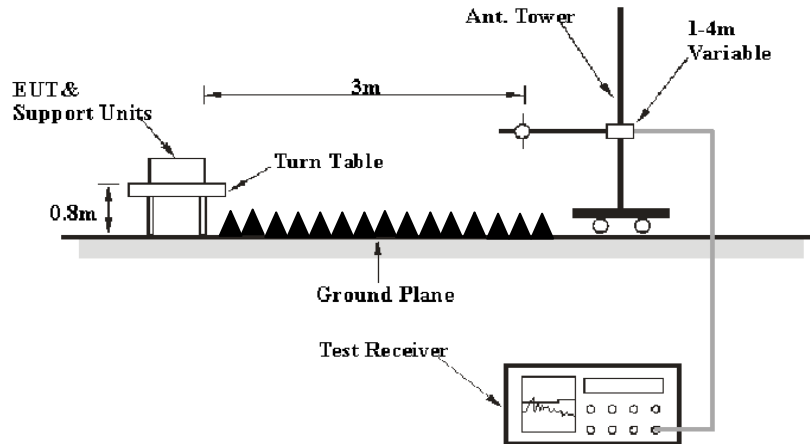 Ant. Tower
1-4m
Variable
EUT&
Support Units
3m
Turn Table
0.8m
Ground Plane
Test Receiver